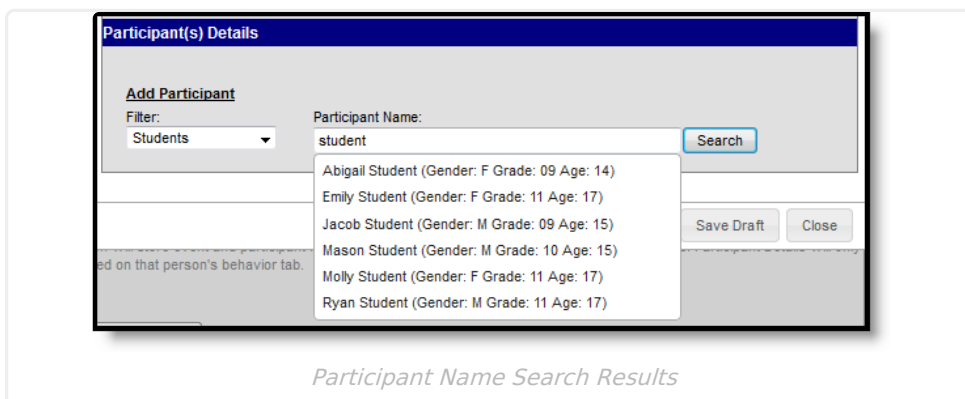 Participant(s) Details
Add Participant
Filter: Participant Name:
Students student Search
Abigail Student (Gender: F Grade: 09 Age: 14)
Emily Student (Gender: F Grade: 11 Age: 17)
Jacob Student (Gender: M Grade: 09 Age: 15)
Save Draft Close
Mason Student (Gender: M Grade: 10 Age: 15)
ed on that person's behavior tab.
Molly Student (Gender: F Grade: 11 Age: 17)
Ryan Student (Gender: M Grade: 11 Age: 17)
Participant Name Search Results